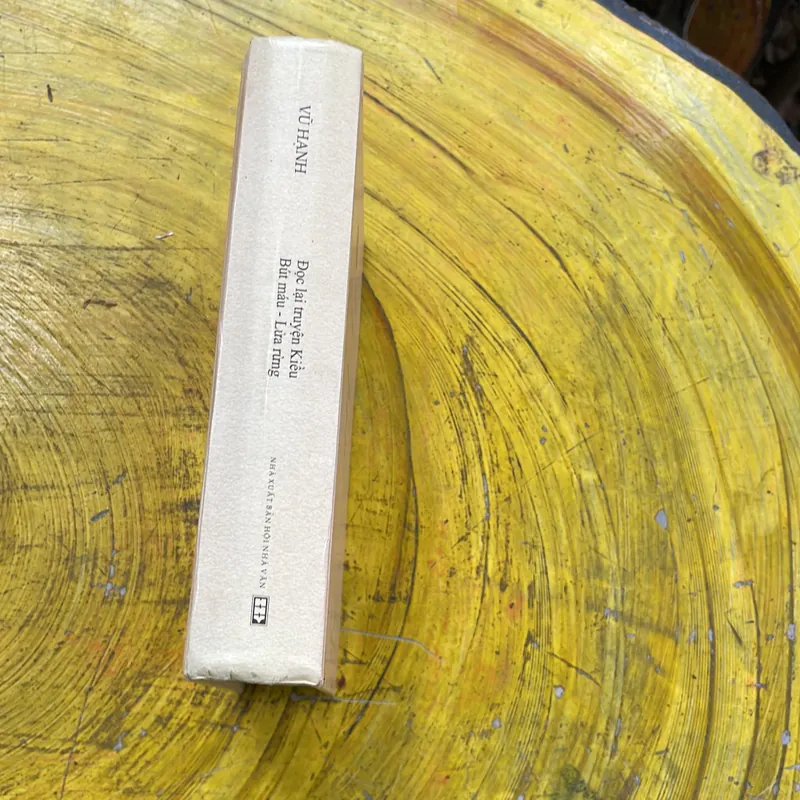 VŨ HẠNH
Đọc lại truyện Kiều
Bút máu - Lửa rừng
NHÀ XUẤT BẢN HỘI NHÀ VĂN